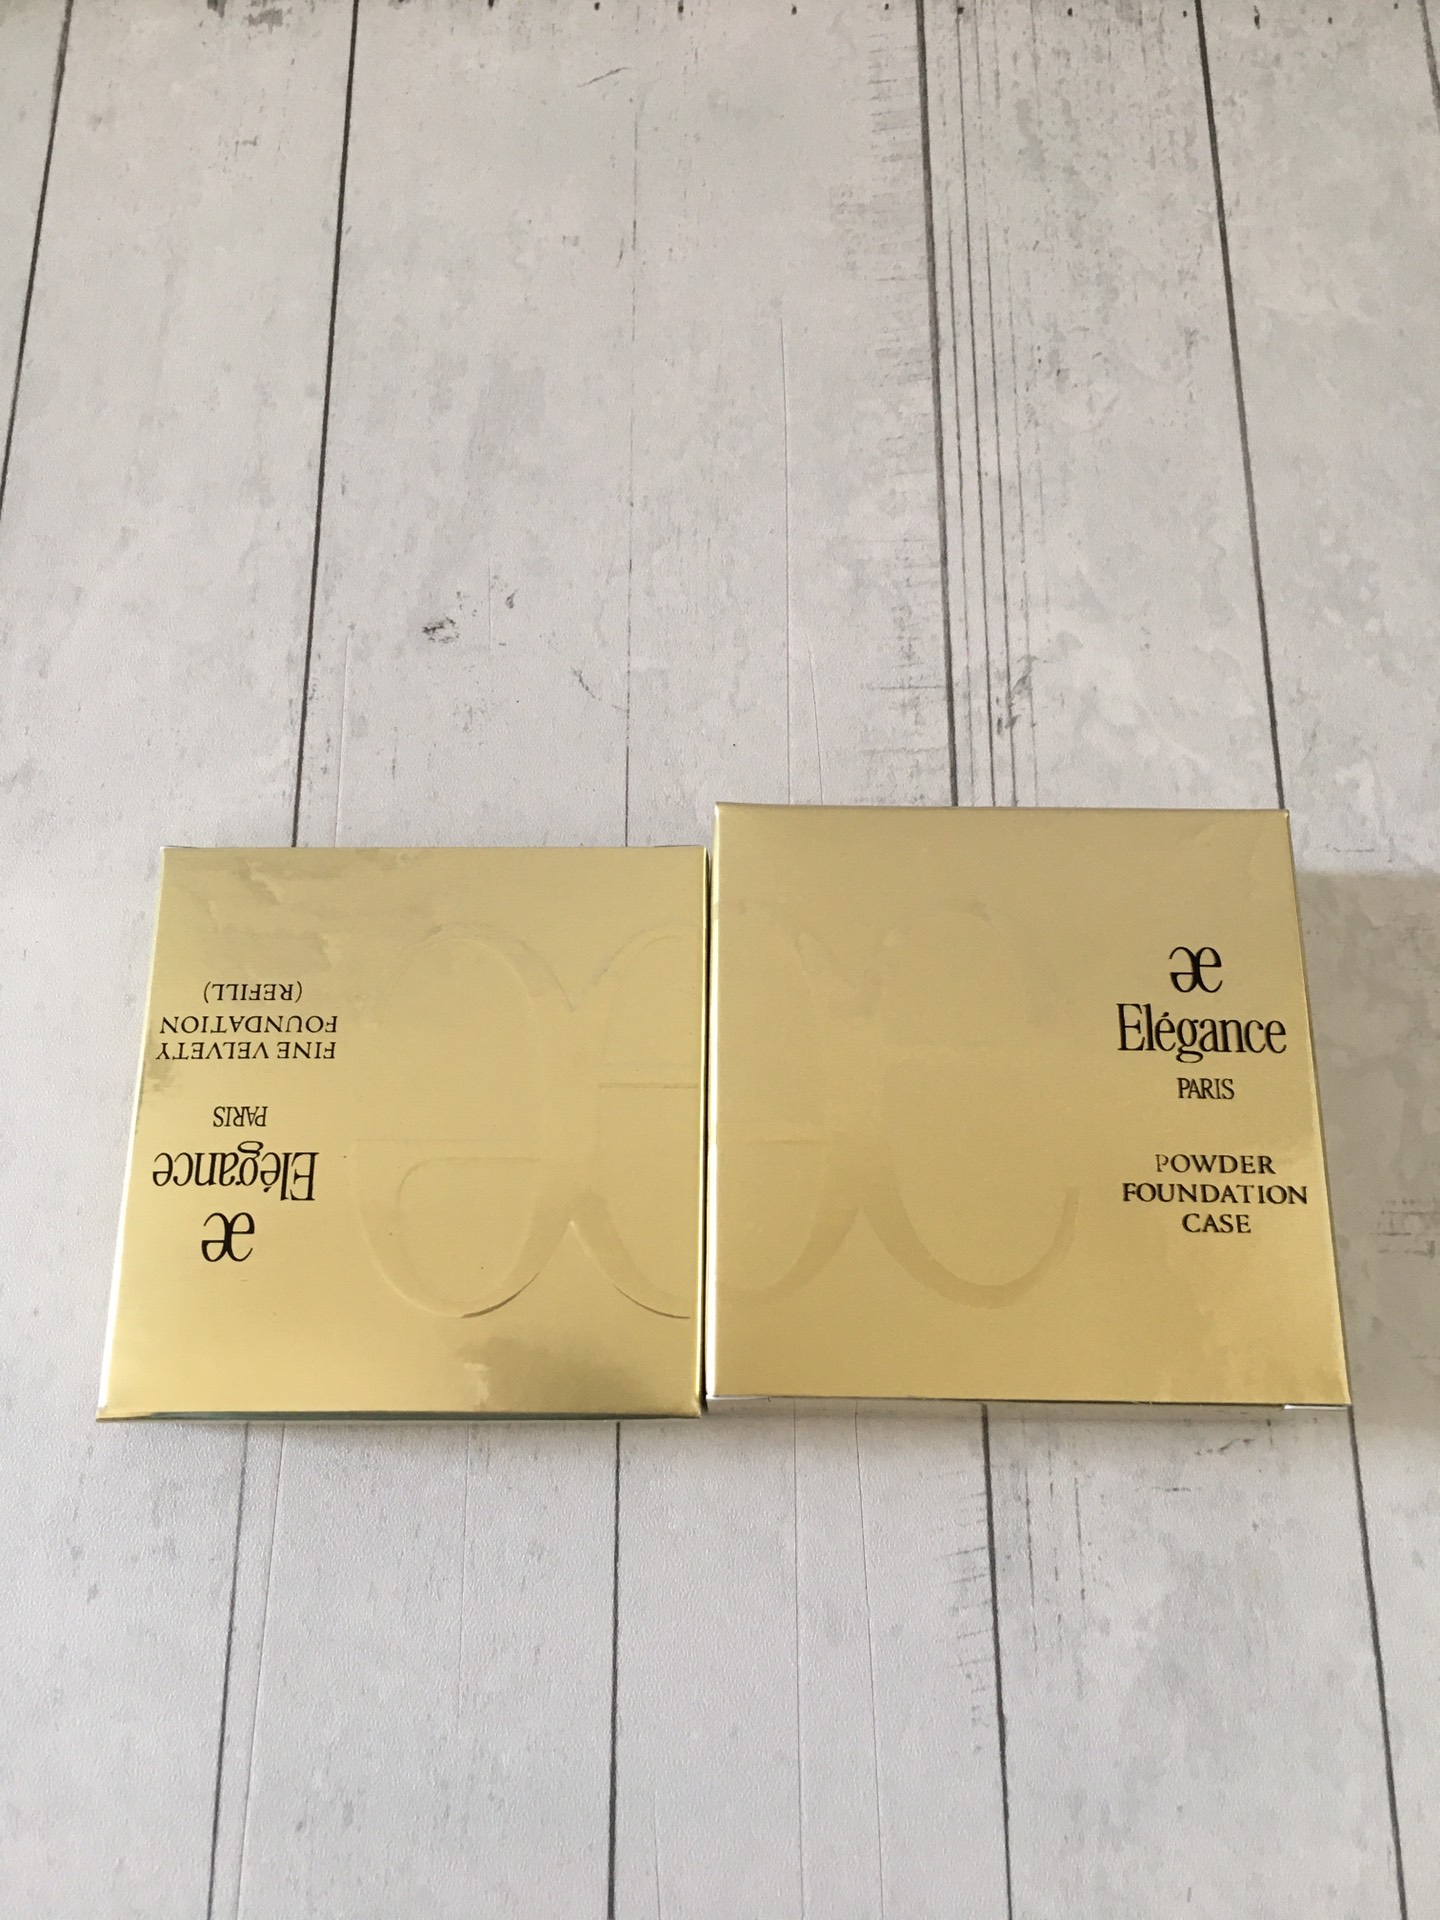 æ
Elégance
PARIS
FINE VELVETY
FOUNDATION
(REFILL)
æ
Elégance
PARIS
POWDER
FOUNDATION
CASE